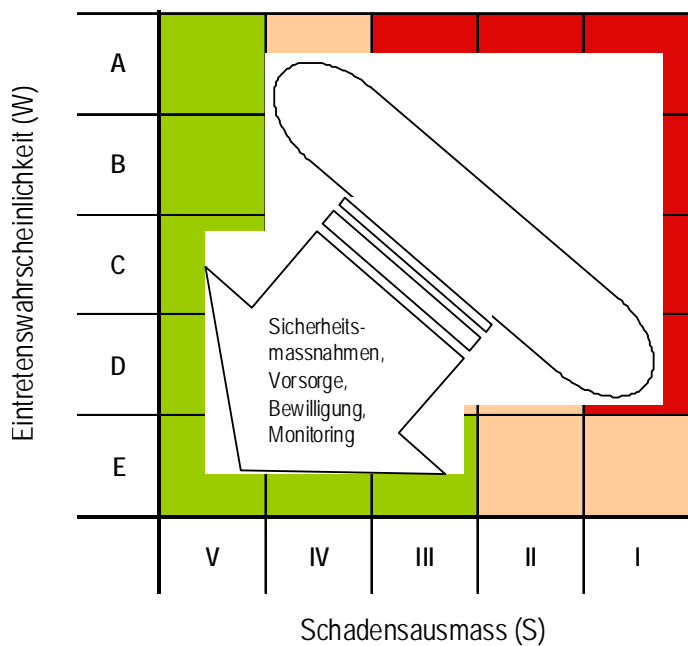 Eintretenswahrscheinlichkeit (W)
A
B
C
D
E
Sicherheits-
massnahmen,
Vorsorge,
Bewilligung,
Monitoring
V IV III II I
Schadensausmass (S)